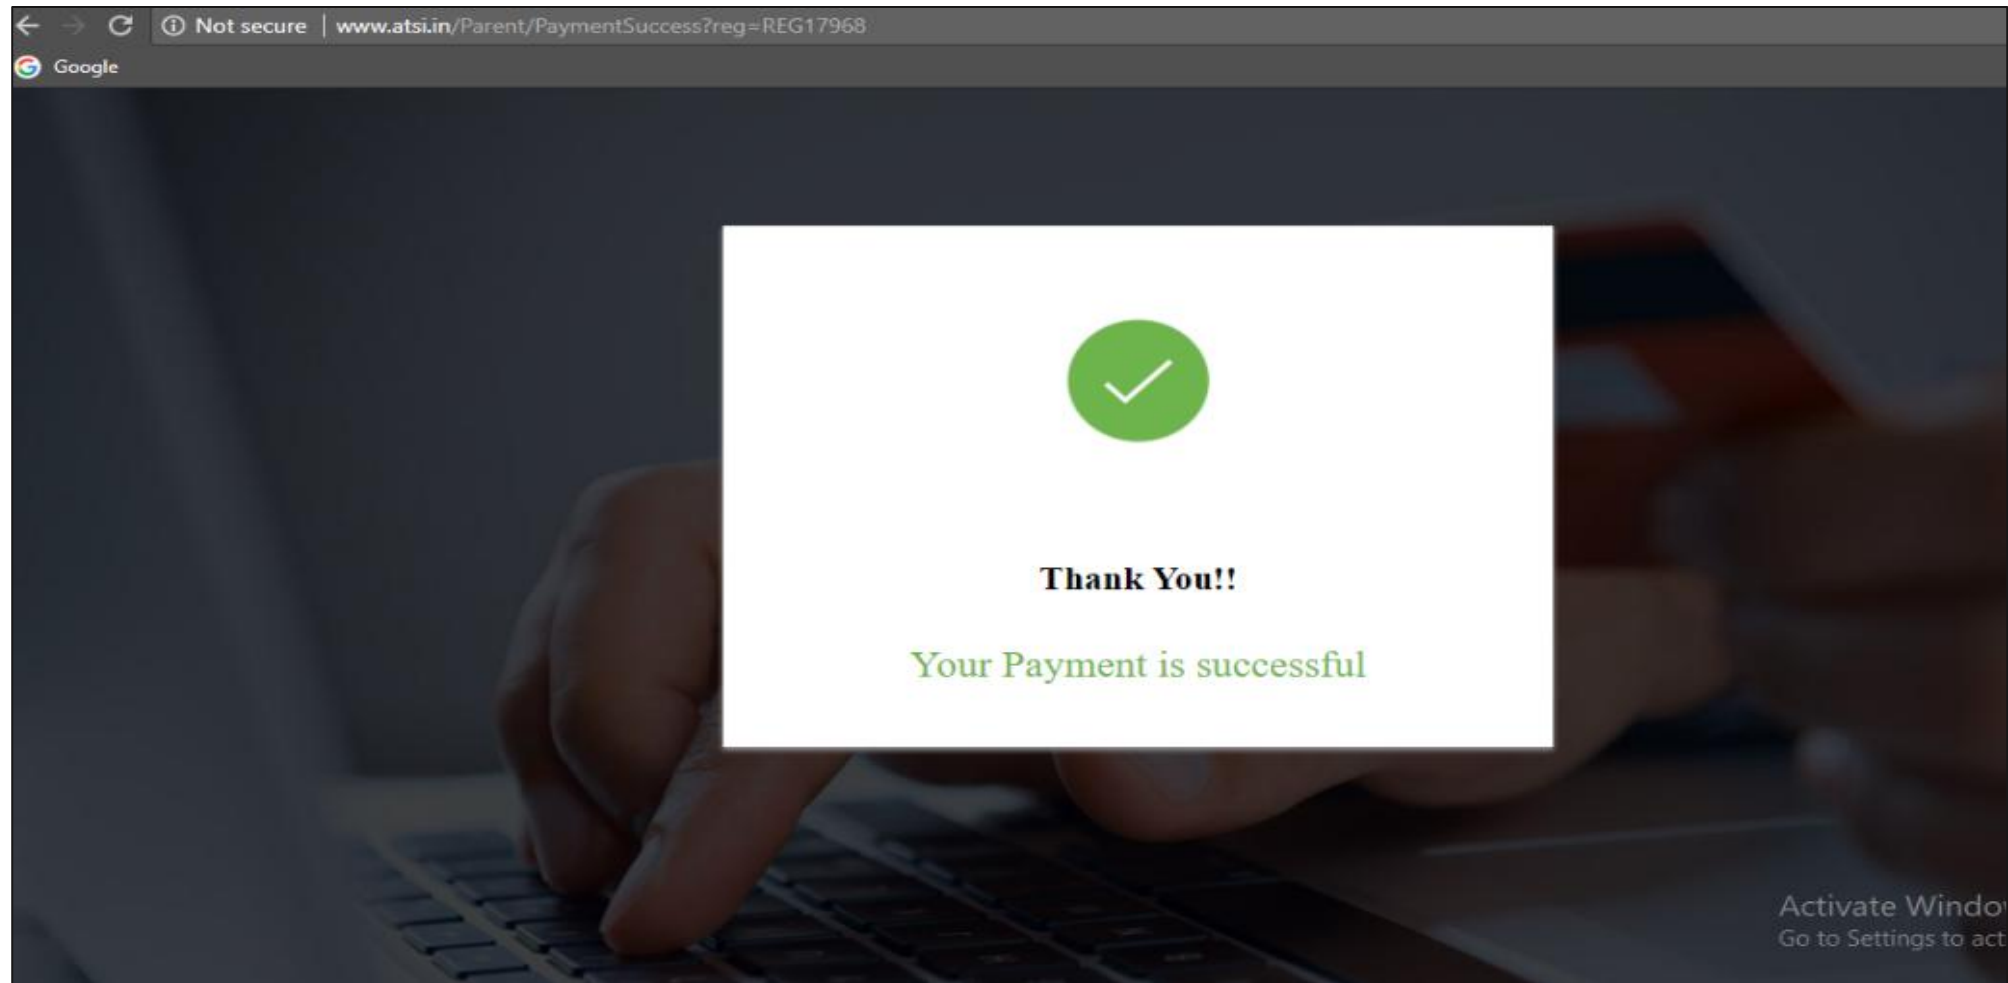 Not secure | www.atsi.in/Parent/PaymentSuccess?reg=REG17968
Google
Thank You!!
Your Payment is successful
Activate Windo
Go to Settings to act